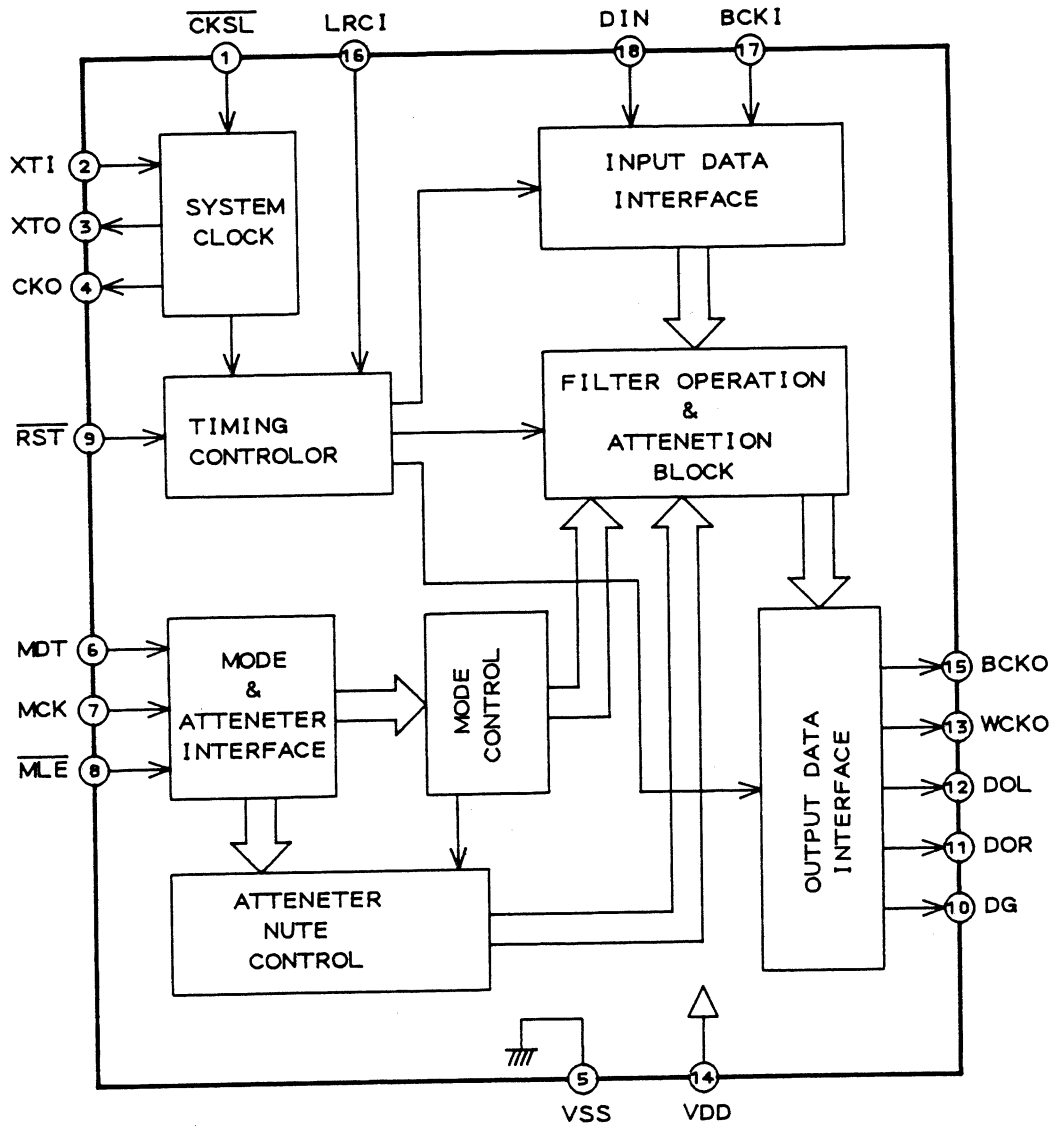 CKSL
LRCI
DIN
BCKI
1
16
18
17
XTI
2
XTO
3
CKO
4
SYSTEM
CLOCK
INPUT DATA
INTERFACE
RST
9
TIMING
CONTROLOR
FILTER OPERATION
&
ATTENETION
BLOCK
MDT
6
MCK
7
MLE
8
MODE
&
ATTENETER
INTERFACE
MODE
CONTROL
ATTENETER
NUTE
CONTROL
OUTPUT DATA
INTERFACE
15
BCKO
13
WCKO
12
DOL
11
DOR
10
DG
5
14
VSS
VDD